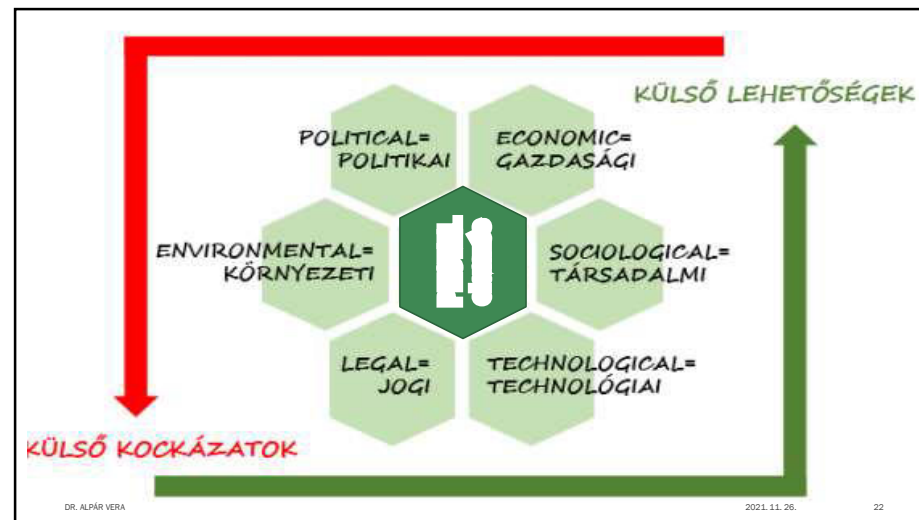 KÜLSŐ LEHETŐSÉGEK
POLITICAL=
POLITIKAI
ECONOMIC=
GAZDASÁGI
ENVIRONMENTAL=
KÖRNYEZETI
SOCIOLOGICAL=
TÁRSADALMI
LEGAL=
JOGI
TECHNOLOGICAL=
TECHNOLÓGIAI
KÜLSŐ KOCKÁZATOK
DR. ALPÁR VERA
2021. 11. 26.
22